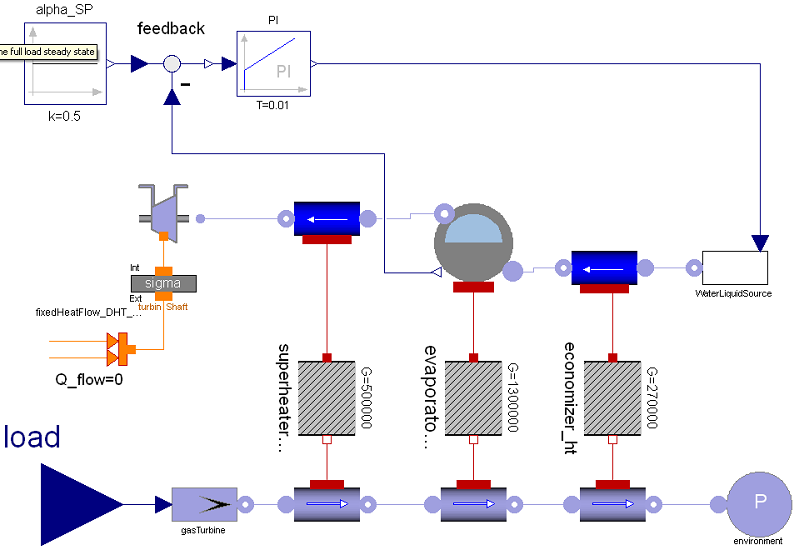 alpha_SP
feedback
PI
ne full load steady state
PI
k=0.5
T=0.01
Int
sigma
Ext
turbin Shaft
fixedHeatFlow_DHT_...
Q_flow=0
WaterLiquidSource
superheater...
G=500000
evaporato...
G=1300000
economizer_ht
G=270000
load
gasTurbine
P
environment